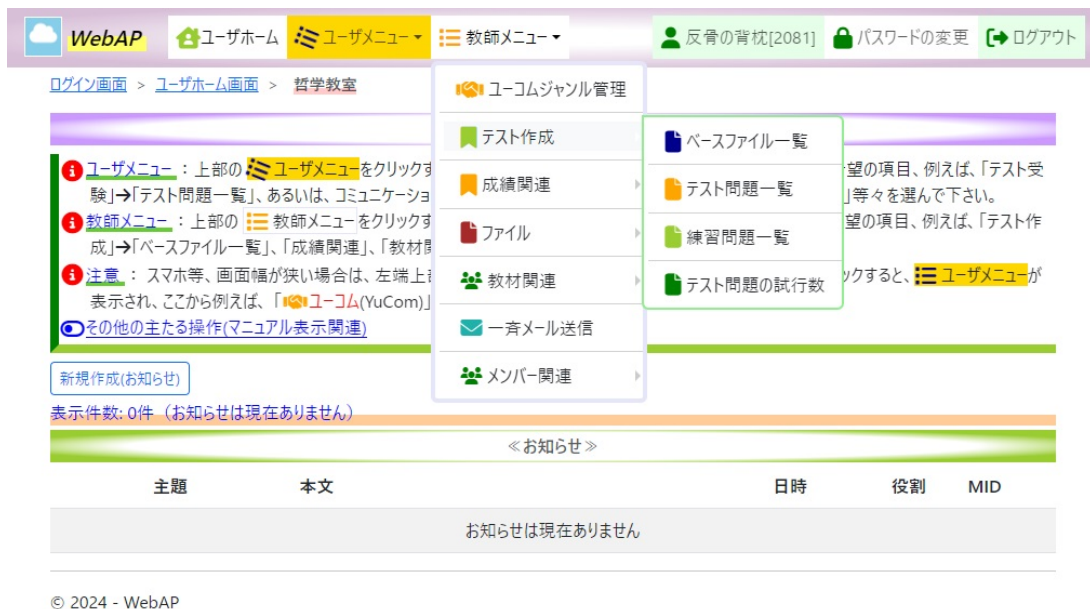 WebAP ユーザホーム ユーザメニュー 教師メニュー 反骨の背枕[2081] パスワードの変更 ログアウト
ログイン画面 > ユーザホーム画面 > 哲学教室
ユーコムジャンル管理
テスト作成
成績関連
ファイル
教材関連
一斉メール送信
メンバー関連
ベースファイル一覧
テスト問題一覧
練習問題一覧
テスト問題の試行数
ユーザメニュー : 上部の ユーザメニューをクリックす 望の項目、例えば、「テスト受
験」→「テスト問題一覧」、あるいは、コミュニケーショ 」等々を選んで下さい。
教師メニュー : 上部の 教師メニューをクリックす 望の項目、例えば、「テスト作
成」→「ベースファイル一覧」、「成績関連」、「教材関
注意 : スマホ等、画面幅が狭い場合は、左端上部 ックすると、 ユーザメニューが
表示され、ここから例えば、「ユーコム(YuCom)」
その他の主たる操作(マニュアル表示関連)
新規作成(お知らせ)
表示件数: 0件 (お知らせは現在ありません)
≪お知らせ≫
主題 本文 日時 役割 MID
お知らせは現在ありません
© 2024 - WebAP